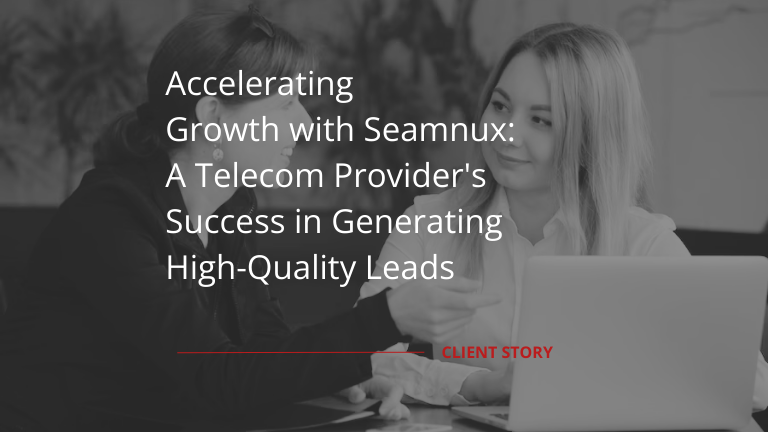 Accelerating
Growth with Seamnux:
A Telecom Provider's
Success in Generating
High-Quality Leads
CLIENT STORY